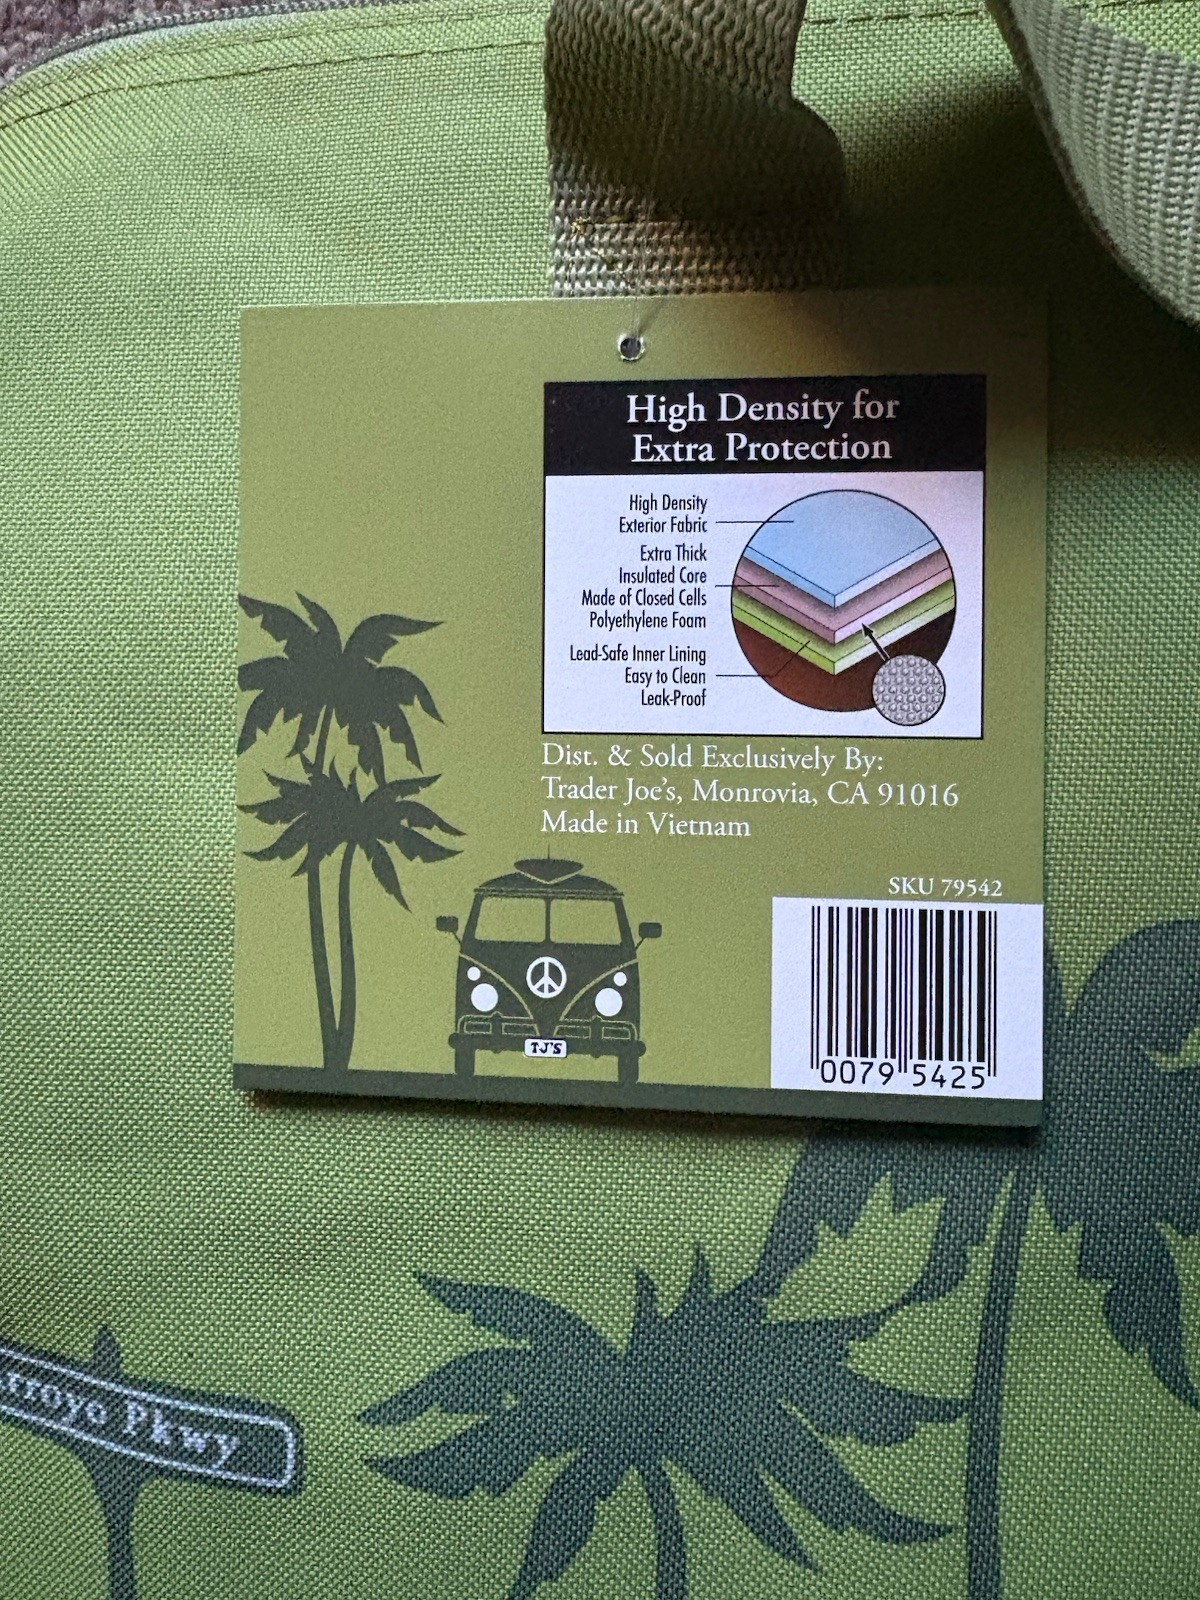 High Density for
Extra Protection
High Density
Exterior Fabric
Extra Thick
Insulated Core
Made of Closed Cells
Polyethylene Foam
Lead-Safe Inner Lining
Easy to Clean
Leak-Proof
Dist. & Sold Exclusively By:
Trader Joe's, Monrovia, CA 91016
Made in Vietnam
SKU 79542
0079 5425
T·J'S
rroyo Pkwy